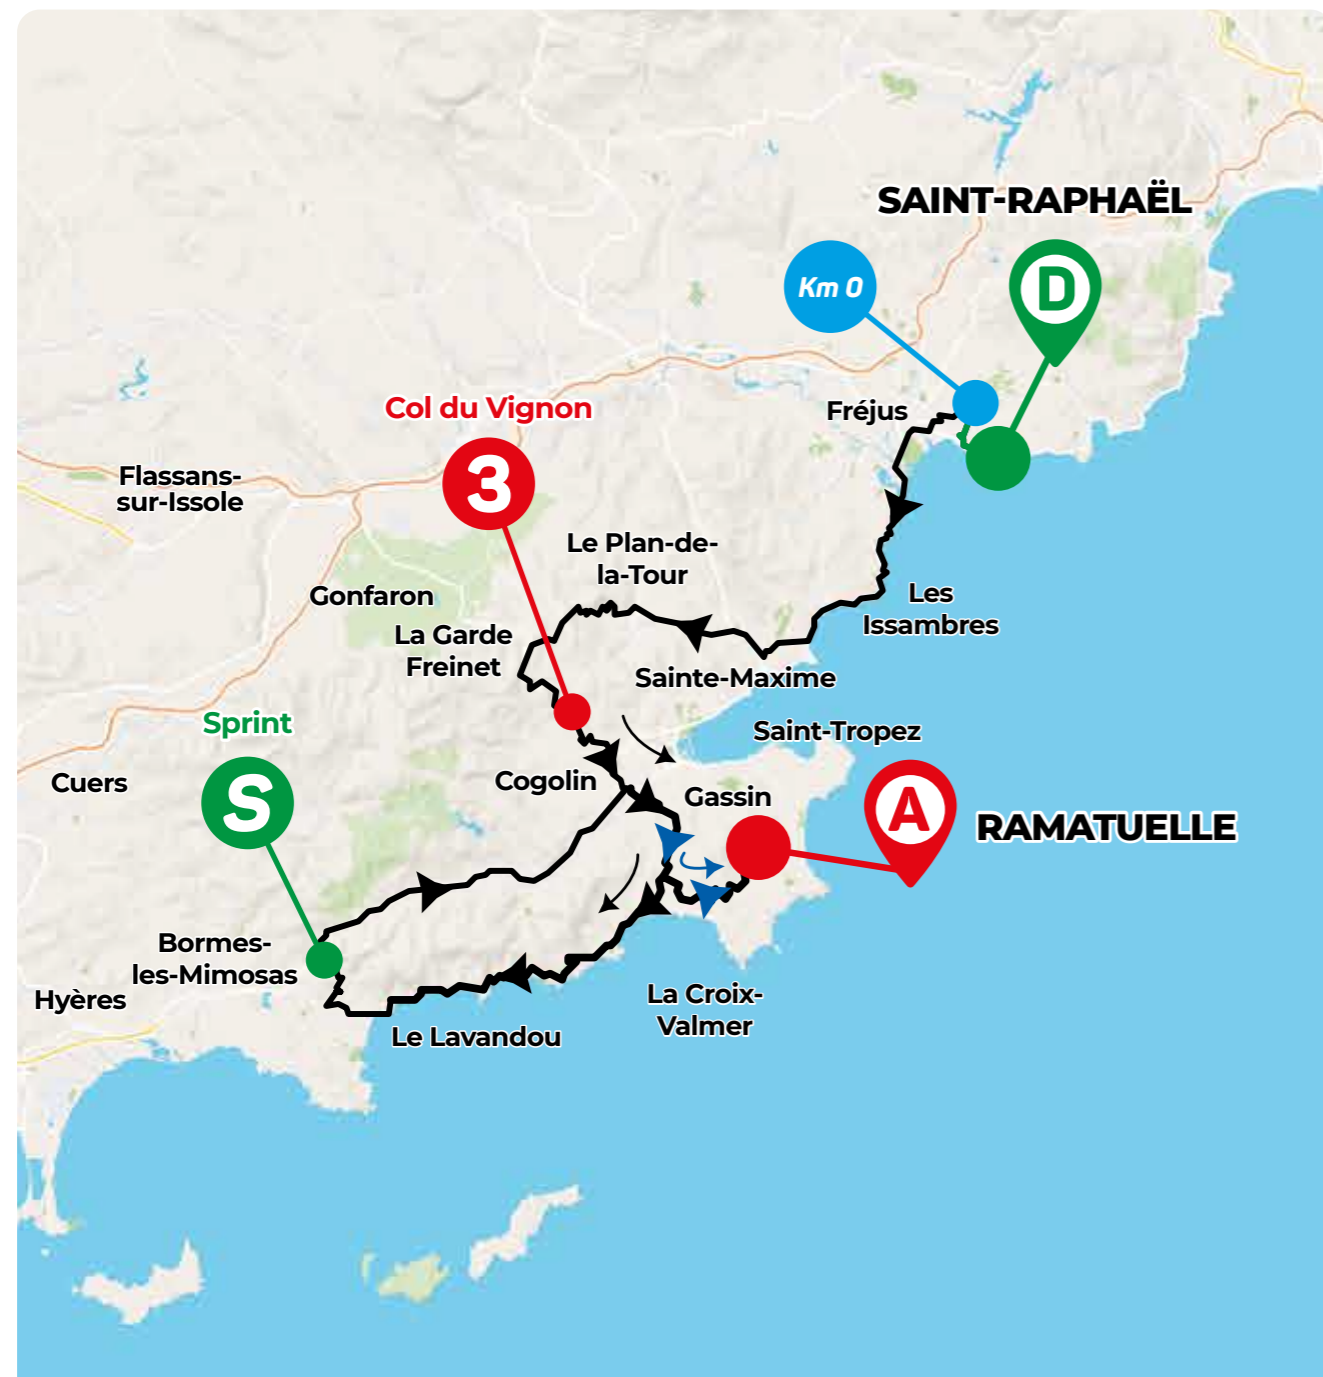 SAINT-RAPHAËL
Km 0
D
Col du Vignon
Fréjus
3
Flassans-
sur-Issole
Le Plan-de-
la-Tour
Gonfaron
Les
Issambres
La Garde
Freinet
Sainte-Maxime
Sprint
Saint-Tropez
Cuers
Cogolin
Gassin
S
A
RAMATUELLE
Bormes-
les-Mimosas
Hyères
La Croix-
Valmer
Le Lavandou